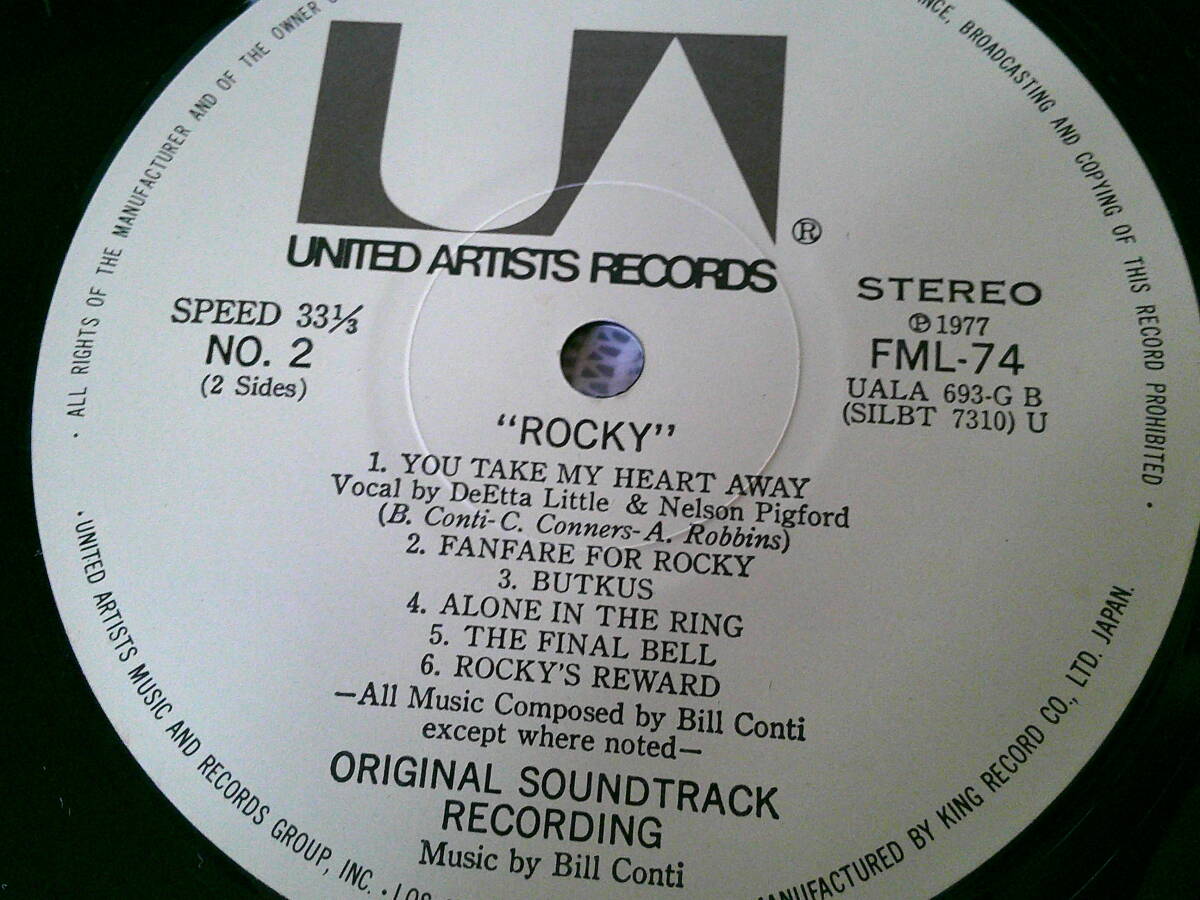 ALL RIGHTS OF THE MANUFACTURER AND OF THE OWNER
BROADCASTING AND COPYING OF THIS RECORD PROHIBITED ·
UA
®
UNITED ARTISTS RECORDS
SPEED 33⅓
NO. 2
(2 Sides)
STEREO
℗ 1977
FML-74
UALA 693-G B
(SILBT 7310) U
"ROCKY"
1. YOU TAKE MY HEART AWAY
Vocal by DeEtta Little & Nelson Pigford
(B. Conti-C. Conners-A. Robbins)
2. FANFARE FOR ROCKY
3. BUTKUS
4. ALONE IN THE RING
5. THE FINAL BELL
6. ROCKY'S REWARD
—All Music Composed by Bill Conti
except where noted—
ORIGINAL SOUNDTRACK
RECORDING
Music by Bill Conti
· UNITED ARTISTS MUSIC AND RECORDS GROUP, INC. ·
MANUFACTURED BY KING RECORD CO., LTD. JAPAN.